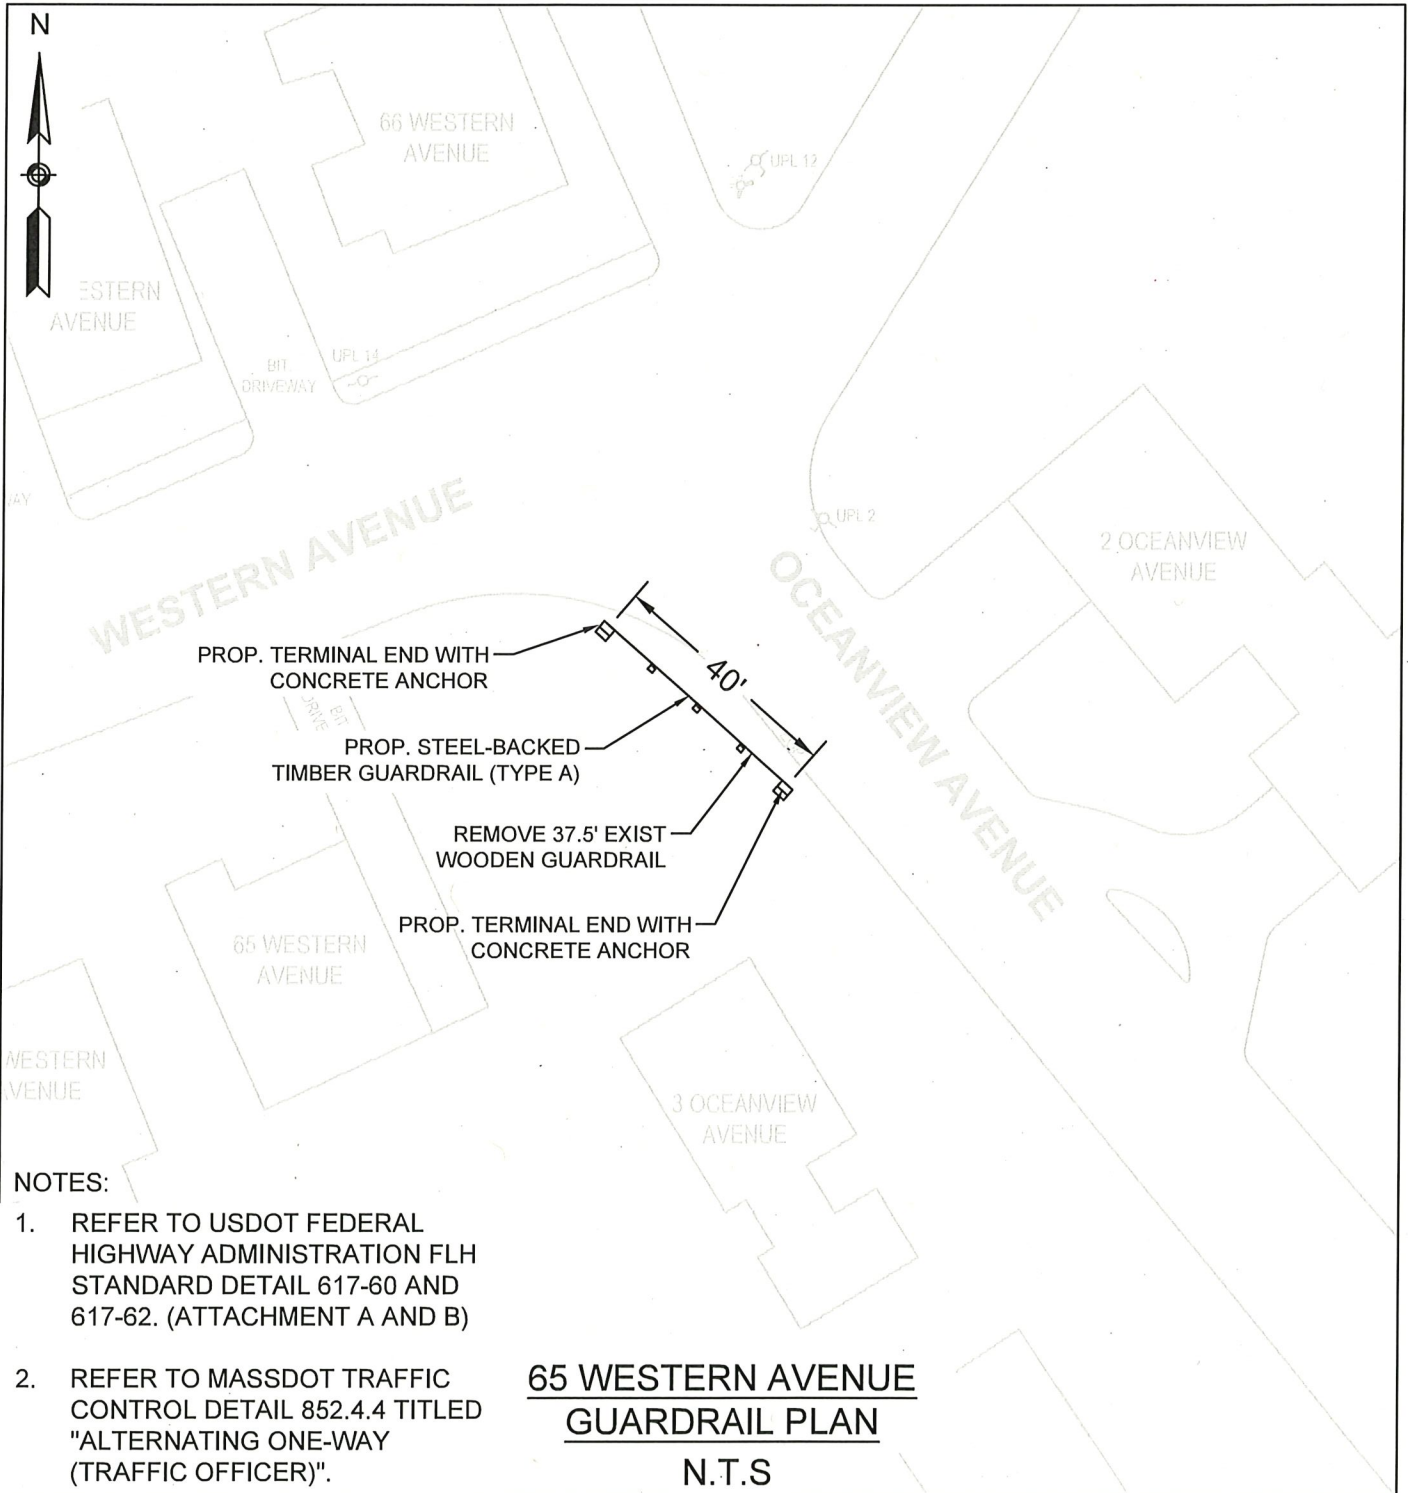 N
66 WESTERN
AVENUE
UPL 12
ESTERN
AVENUE
BIT.
DRIVEWAY
UPL 14
WESTERN AVENUE
UPL 2
2 OCEANVIEW
AVENUE
OCEANVIEW AVENUE
PROP. TERMINAL END WITH
CONCRETE ANCHOR
40'
BIT
DRIVE
PROP. STEEL-BACKED
TIMBER GUARDRAIL (TYPE A)
REMOVE 37.5' EXIST
WOODEN GUARDRAIL
PROP. TERMINAL END WITH
CONCRETE ANCHOR
65 WESTERN
AVENUE
WESTERN
VENUE
3 OCEANVIEW
AVENUE
NOTES:
1. REFER TO USDOT FEDERAL
HIGHWAY ADMINISTRATION FLH
STANDARD DETAIL 617-60 AND
617-62. (ATTACHMENT A AND B)
2. REFER TO MASSDOT TRAFFIC
CONTROL DETAIL 852.4.4 TITLED
"ALTERNATING ONE-WAY
(TRAFFIC OFFICER)".
65 WESTERN AVENUE
GUARDRAIL PLAN
N.T.S